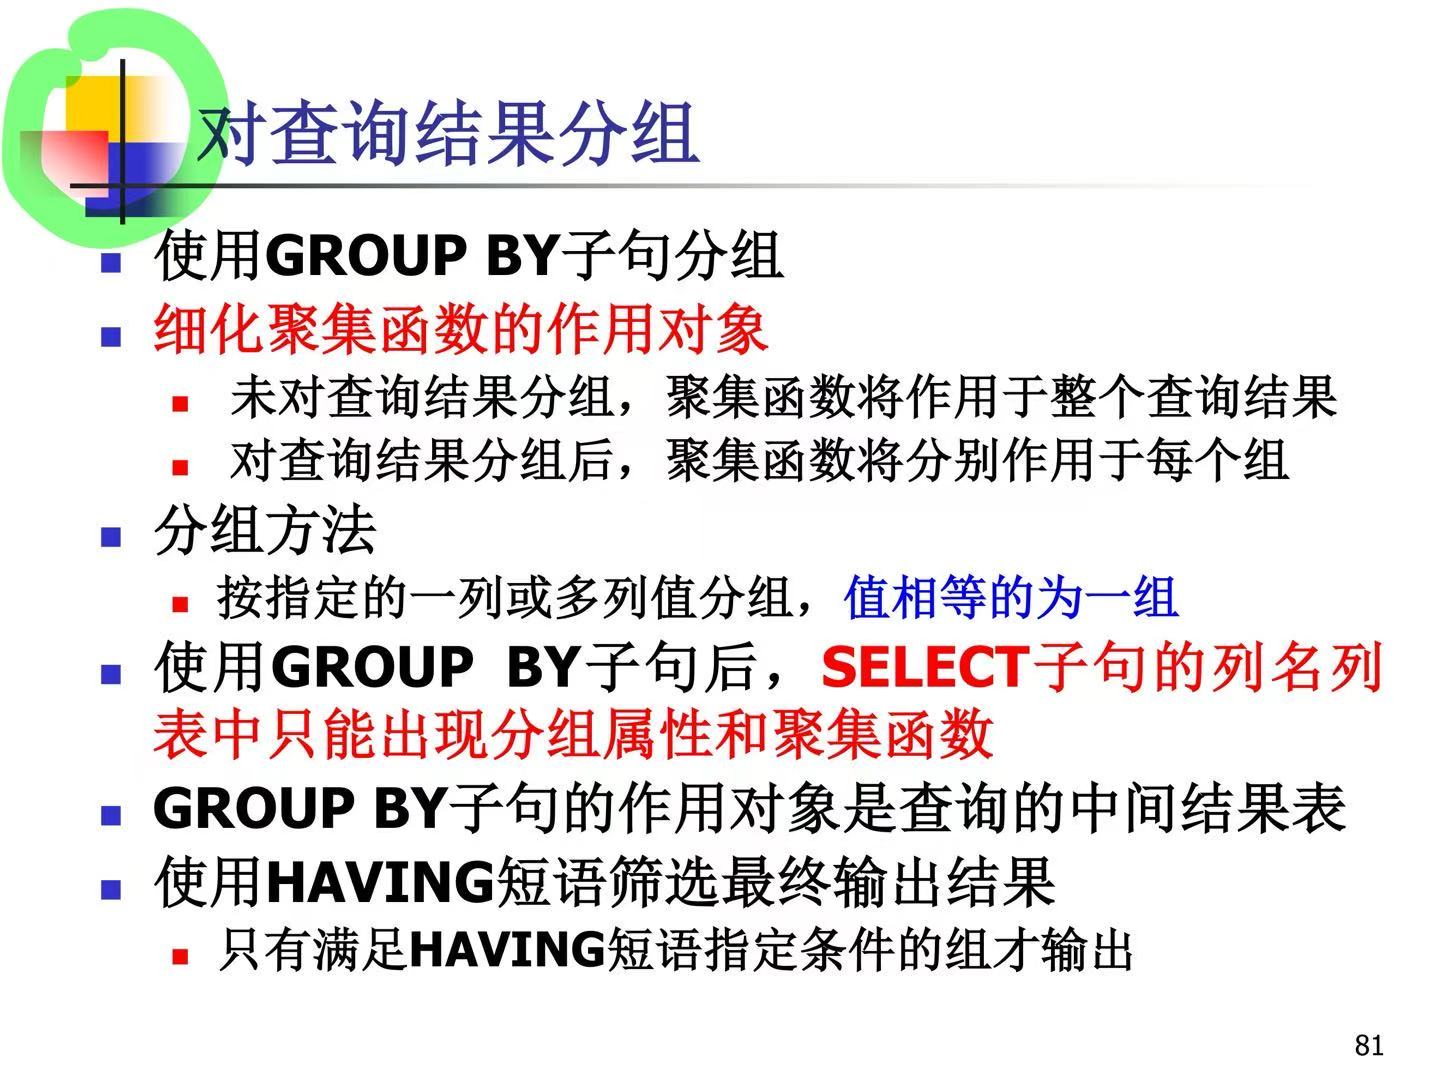 对查询结果分组
使用GROUP BY子句分组
细化聚集函数的作用对象
未对查询结果分组，聚集函数将作用于整个查询结果
对查询结果分组后，聚集函数将分别作用于每个组
分组方法
按指定的一列或多列值分组，值相等的为一组
使用GROUP BY子句后，SELECT子句的列名列
表中只能出现分组属性和聚集函数
GROUP BY子句的作用对象是查询的中间结果表
使用HAVING短语筛选最终输出结果
只有满足HAVING短语指定条件的组才输出
81